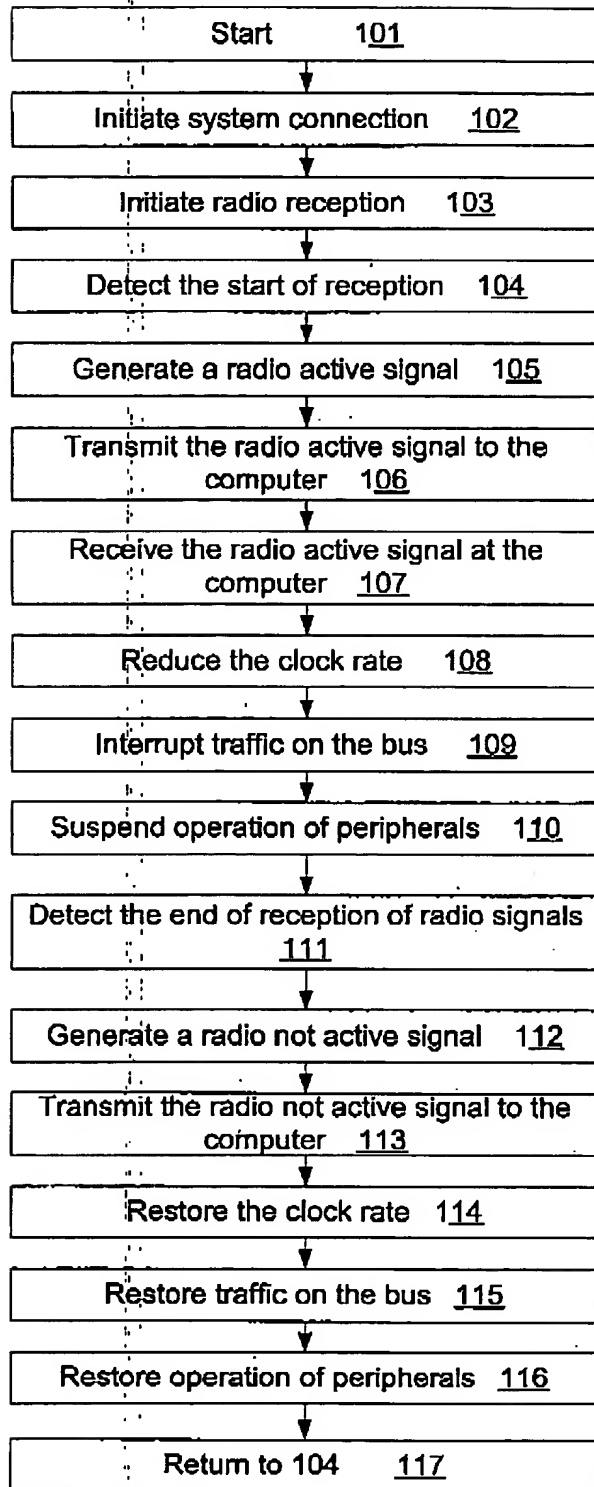 Start 101
Initiate system connection 102
Initiate radio reception 103
Detect the start of reception 104
Generate a radio active signal 105
Transmit the radio active signal to the
computer 106
Receive the radio active signal at the
computer 107
Reduce the clock rate 108
Interrupt traffic on the bus 109
Suspend operation of peripherals 110
Detect the end of reception of radio signals
111
Generate a radio not active signal 112
Transmit the radio not active signal to the
computer 113
Restore the clock rate 114
Restore traffic on the bus 115
Restore operation of peripherals 116
Return to 104 117